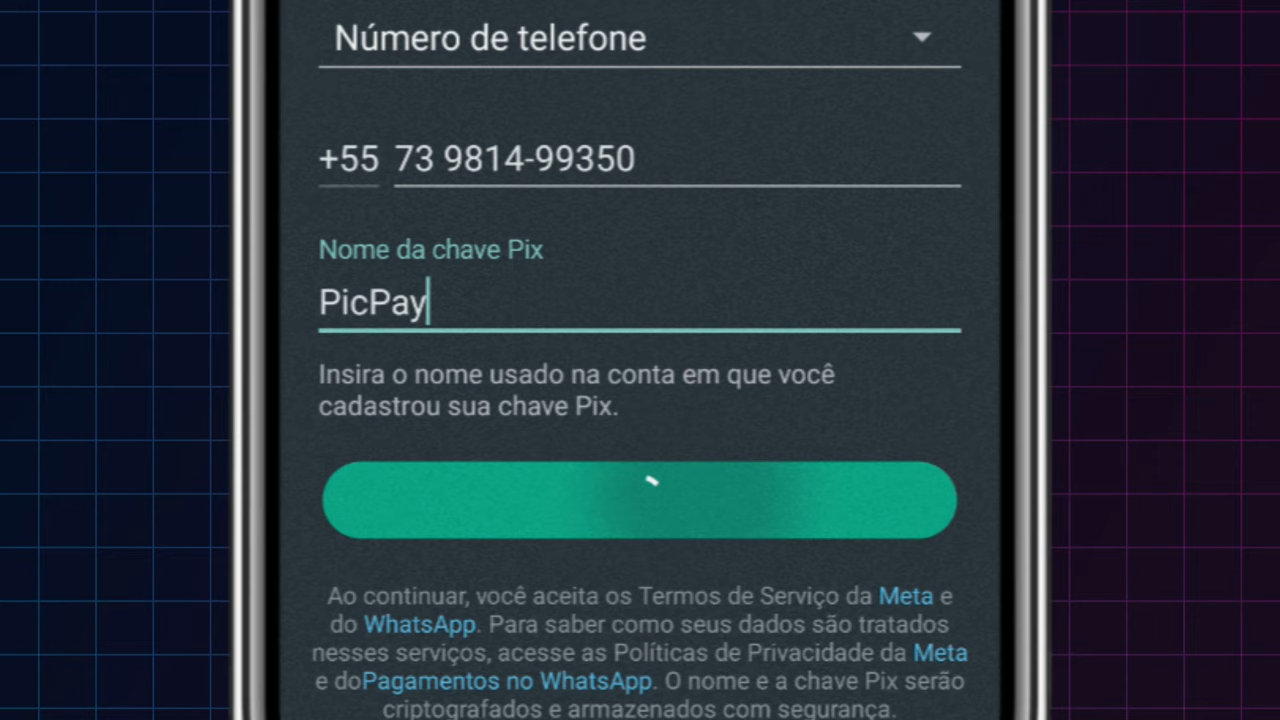 Número de telefone
+55 73 9814-99350
Nome da chave Pix
PicPay
Insira o nome usado na conta em que você
cadastrou sua chave Pix.
Ao continuar, você aceita os Termos de Serviço da Meta e
do WhatsApp. Para saber como seus dados são tratados
nesses serviços, acesse as Políticas de Privacidade da Meta
e doPagamentos no WhatsApp. O nome e a chave Pix serão
criptografados e armazenados com segurança.